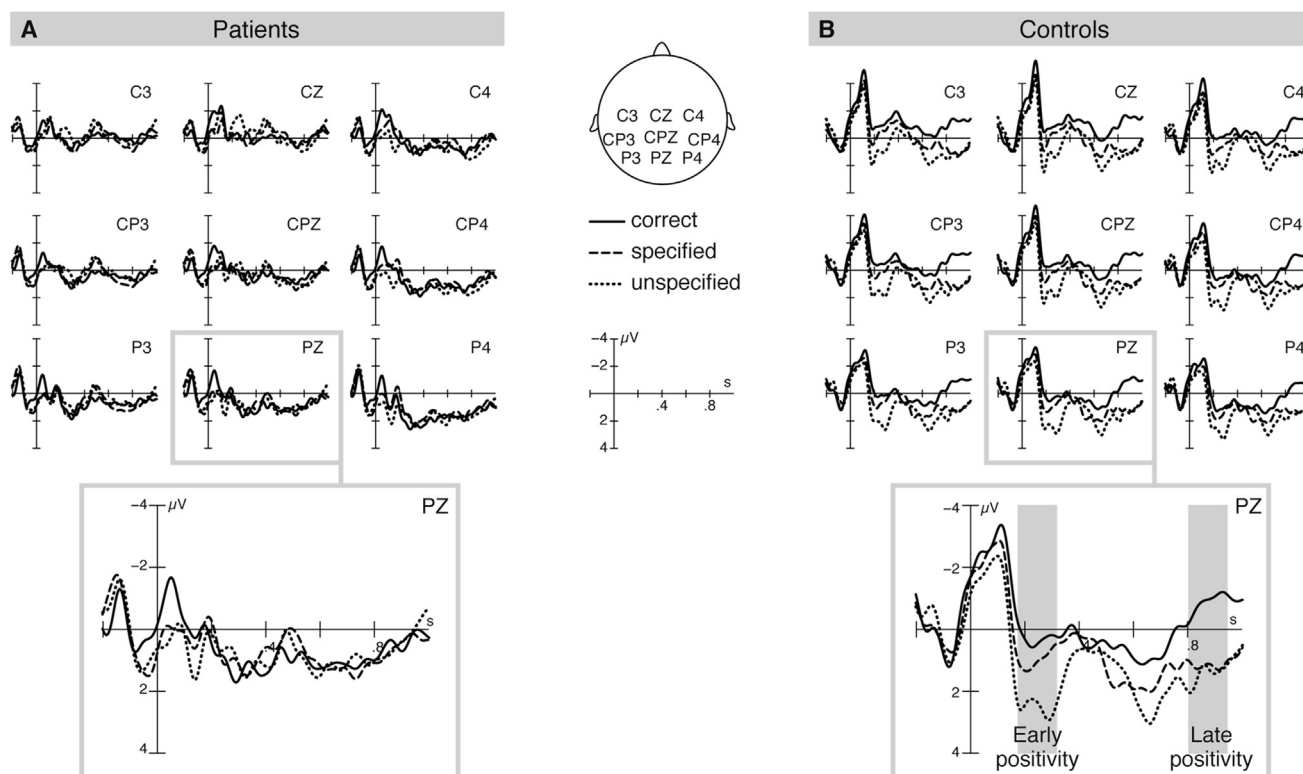 A Patients
B Controls
C3 CZ C4
CP3 CPZ CP4
P3 PZ P4
C3 CZ C4
CP3 CPZ CP4
P3 PZ P4
correct
specified
unspecified
−4 µV
−2
s
.4 .8
2
4
C3 CZ C4
CP3 CPZ CP4
P3 PZ P4
−4 µV PZ
−2
s
.4 .8
2
4
−4 µV PZ
−2
s
.4 .8
2
4
Early positivity
Late positivity